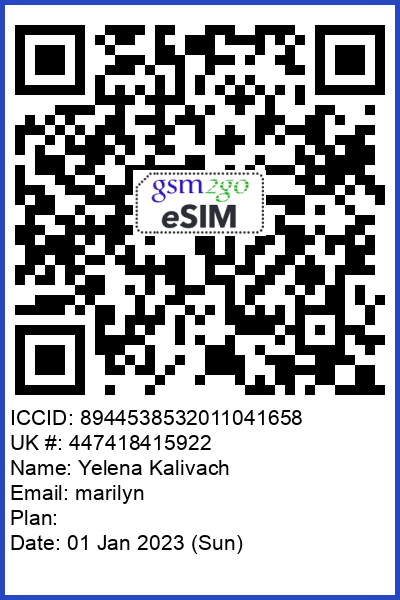 gsm2go
eSIM
ICCID: 8944538532011041658
UK #: 447418415922
Name: Yelena Kalivach
Email: marilyn
Plan:
Date: 01 Jan 2023 (Sun)